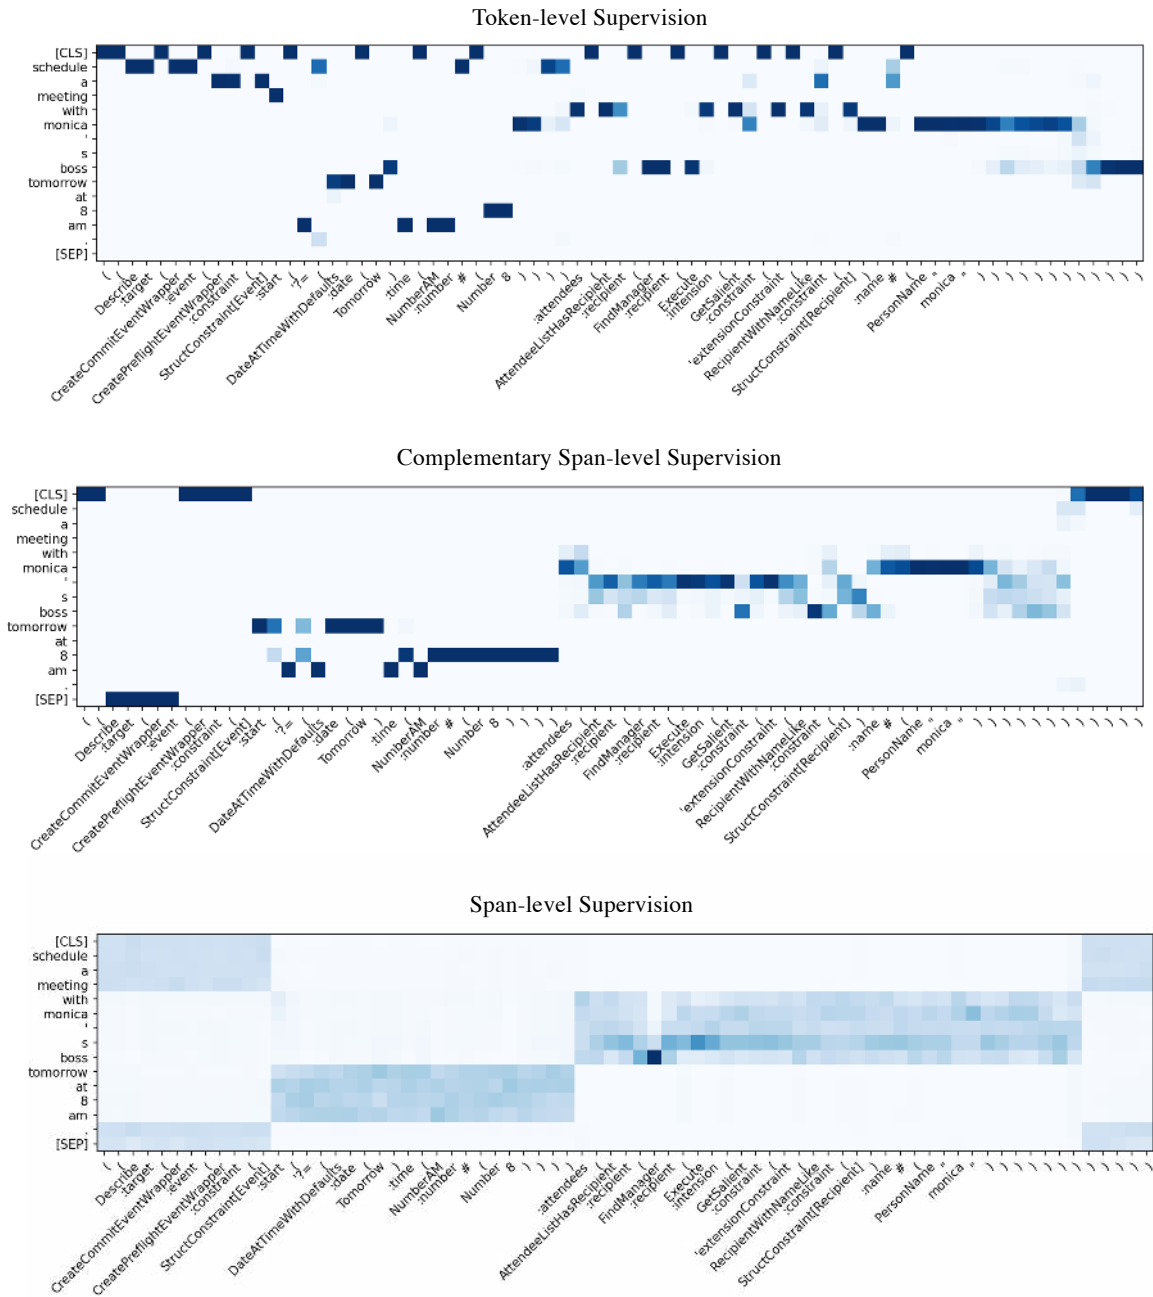 Token-level Supervision
[CLS]
schedule
a
meeting
with
monica
'
s
boss
tomorrow
at
8
am
.
[SEP]
( ( Describe :target ( CreateCommitEventWrapper :event ( CreatePreflightEventWrapper :constraint ( StructConstraint[Event] :start ( ?= ( DateAtTimeWithDefaults :date ( Tomorrow ) :time ( NumberAM :number # ( Number 8 ) ) ) ) :attendees ( AttendeeListHasRecipient :recipient ( FindManager :recipient ( Execute :intension ( GetSalient :constraint ( 'extensionConstraint ( RecipientWithNameLike :constraint ( StructConstraint[Recipient] ) :name # ( PersonName " monica " ) ) ) ) ) ) ) ) ) ) ) )
Complementary Span-level Supervision
[CLS]
schedule
a
meeting
with
monica
'
s
boss
tomorrow
at
8
am
.
[SEP]
( ( Describe :target ( CreateCommitEventWrapper :event ( CreatePreflightEventWrapper :constraint ( StructConstraint[Event] :start ( ?= ( DateAtTimeWithDefaults :date ( Tomorrow ) :time ( NumberAM :number # ( Number 8 ) ) ) ) :attendees ( AttendeeListHasRecipient :recipient ( FindManager :recipient ( Execute :intension ( GetSalient :constraint ( 'extensionConstraint ( RecipientWithNameLike :constraint ( StructConstraint[Recipient] ) :name # ( PersonName " monica " ) ) ) ) ) ) ) ) ) ) ) )
Span-level Supervision
[CLS]
schedule
a
meeting
with
monica
'
s
boss
tomorrow
at
8
am
.
[SEP]
( ( Describe :target ( CreateCommitEventWrapper :event ( CreatePreflightEventWrapper :constraint ( StructConstraint[Event] :start ( ?= ( DateAtTimeWithDefaults :date ( Tomorrow ) :time ( NumberAM :number # ( Number 8 ) ) ) ) :attendees ( AttendeeListHasRecipient :recipient ( FindManager :recipient ( Execute :intension ( GetSalient :constraint ( 'extensionConstraint ( RecipientWithNameLike :constraint ( StructConstraint[Recipient] ) :name # ( PersonName " monica " ) ) ) ) ) ) ) ) ) ) ) )